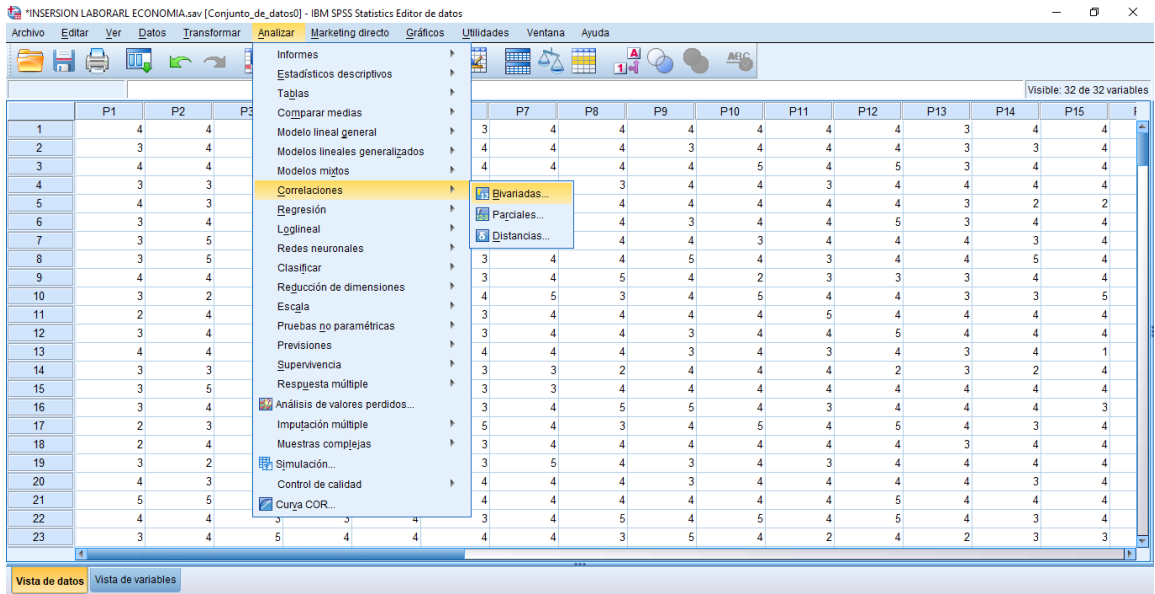 *INSERSION LABORARL ECONOMIA.sav [Conjunto_de_datos0] - IBM SPSS Statistics Editor de datos
Archivo Editar Ver Datos Transformar Analizar Marketing directo Gráficos Utilidades Ventana Ayuda
Visible: 32 de 32 variables
Informes
Estadísticos descriptivos
Tablas
Comparar medias
Modelo lineal general
Modelos lineales generalizados
Modelos mixtos
Correlaciones
Regresión
Loglineal
Redes neuronales
Clasificar
Reducción de dimensiones
Escala
Pruebas no paramétricas
Previsiones
Supervivencia
Respuesta múltiple
Análisis de valores perdidos...
Imputación múltiple
Muestras complejas
Simulación...
Control de calidad
Curva COR...
Bivariadas...
Parciales...
Distancias...
P1 P2 P3 P7 P8 P9 P10 P11 P12 P13 P14 P15
1 4 4 3 4 4 4 4 4 4 3 4 4
2 3 4 4 4 4 3 4 4 4 3 3 4
3 4 4 4 4 4 4 5 4 5 3 4 4
4 3 3 3 4 4 3 4 4 4 4
5 4 3 4 4 4 4 4 3 2 2
6 3 4 4 3 4 4 5 3 4 4
7 3 5 4 4 3 4 4 4 3 4
8 3 5 3 4 4 5 4 3 4 4 5 4
9 4 4 3 4 5 4 2 3 3 3 4 4
10 3 2 4 5 3 4 5 4 4 3 3 5
11 2 4 3 4 4 4 4 5 4 4 4 4
12 3 4 3 4 4 3 4 4 5 4 4 4
13 4 4 4 4 4 3 4 3 4 3 4 1
14 3 3 3 3 2 4 4 4 2 3 2 4
15 3 5 3 3 4 4 4 4 4 4 4 4
16 3 4 3 4 5 5 4 3 4 4 4 3
17 2 3 5 4 3 4 5 4 5 4 3 4
18 2 4 3 4 4 4 4 4 4 3 4 4
19 3 2 3 5 4 3 4 3 4 4 4 4
20 4 3 4 4 4 3 4 4 4 4 3 4
21 5 5 4 4 4 4 4 4 5 4 4 4
22 4 4 3 3 4 3 4 5 4 5 4 5 4 3 4
23 3 4 5 4 4 4 4 3 5 4 2 4 2 3 3
Vista de datos Vista de variables